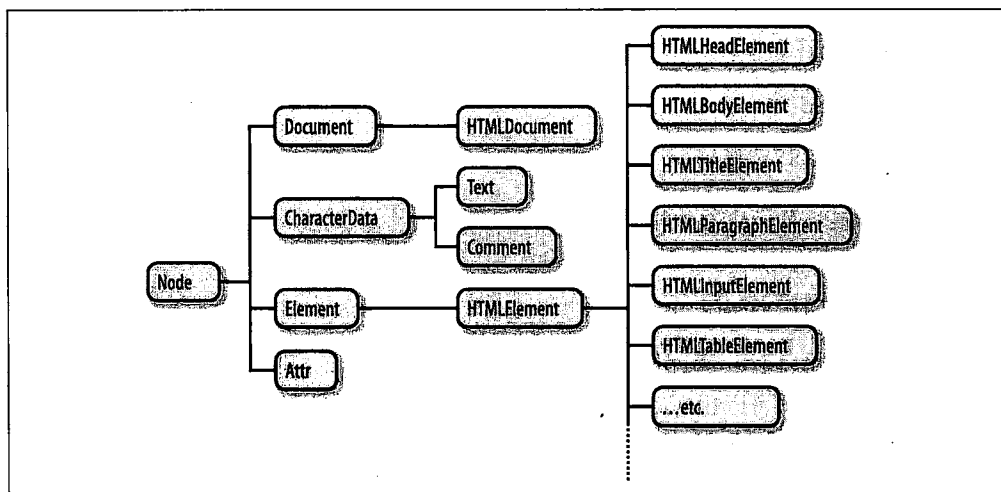 HTMLHeadElement
HTMLBodyElement
Document
HTMLDocument
HTMLTitleElement
Text
CharacterData
HTMLParagraphElement
Comment
Node
HTMLInputElement
Element
HTMLElement
HTMLTableElement
Attr
...etc.